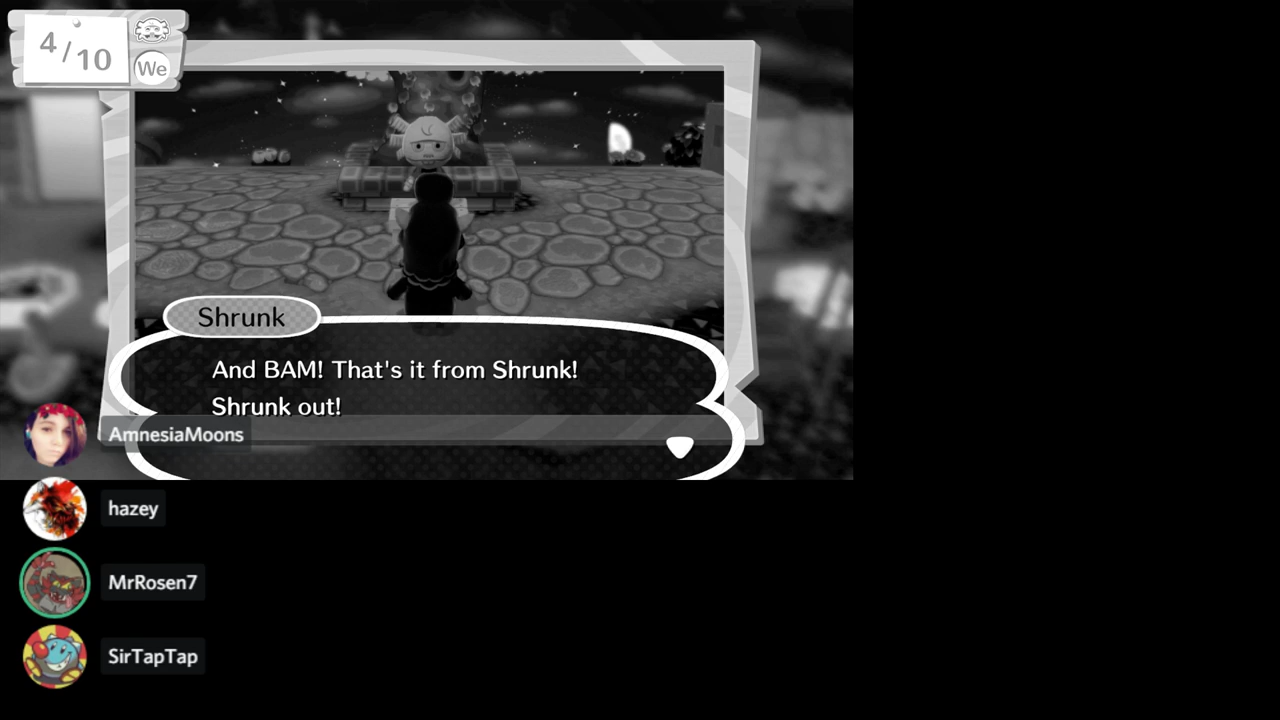 4/10
We
Shrunk
And BAM! That's it from Shrunk!
Shrunk out!
AmnesiaMoons
hazey
MrRosen7
SirTapTap